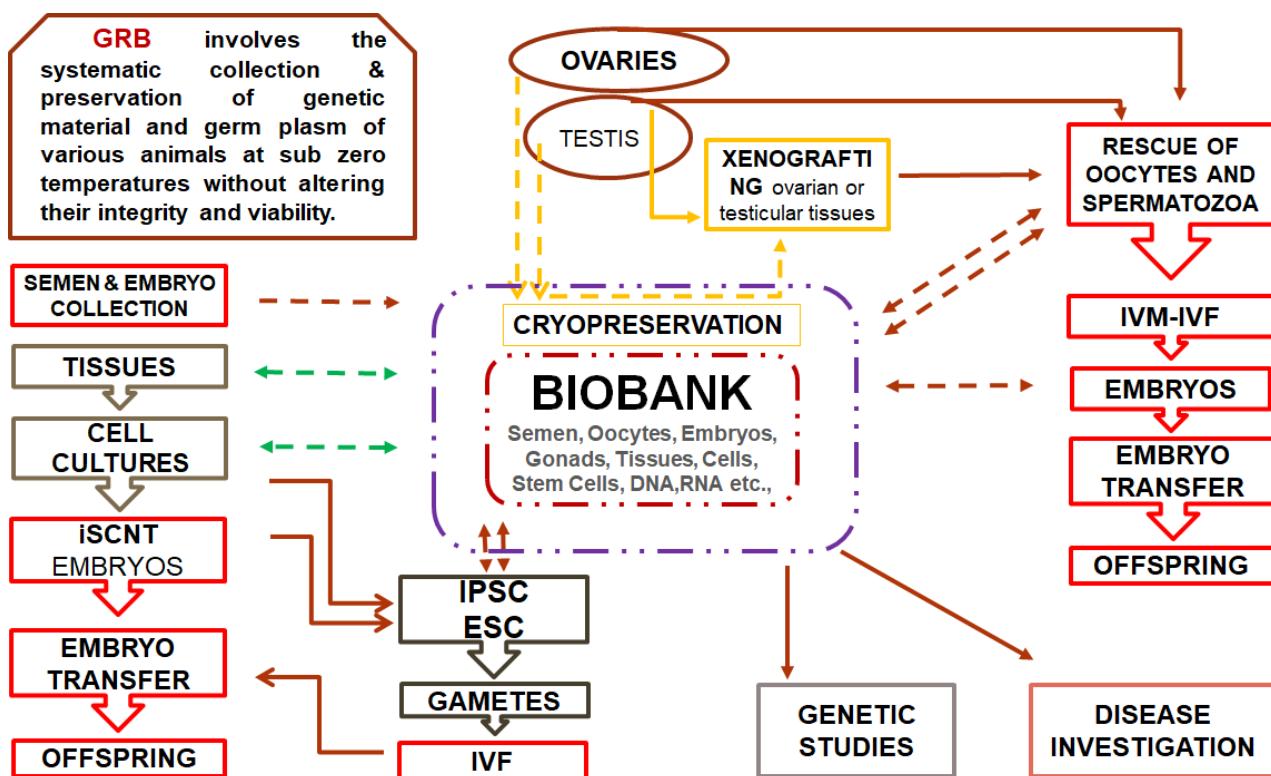 GRB involves the
systematic collection &
preservation of genetic
material and germ plasm of
various animals at sub zero
temperatures without altering
their integrity and viability.
OVARIES
TESTIS
XENOGRAFTI
NG ovarian or
testicular tissues
RESCUE OF
OOCYTES AND
SPERMATOZOA
SEMEN & EMBRYO
COLLECTION
TISSUES
CELL
CULTURES
iSCNT
EMBRYOS
EMBRYO
TRANSFER
OFFSPRING
CRYOPRESERVATION
BIOBANK
Semen, Oocytes, Embryos,
Gonads, Tissues, Cells,
Stem Cells, DNA,RNA etc.,
IPSC
ESC
GAMETES
IVF
IVM-IVF
EMBRYOS
EMBRYO
TRANSFER
OFFSPRING
GENETIC
STUDIES
DISEASE
INVESTIGATION